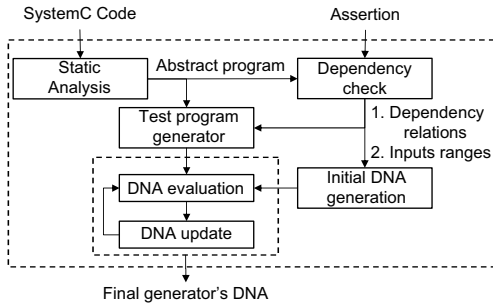 SystemC Code
Assertion
Static
Analysis
Abstract program
Dependency
check
Test program
generator
1. Dependency
relations
2. Inputs ranges
DNA evaluation
Initial DNA
generation
DNA update
Final generator's DNA